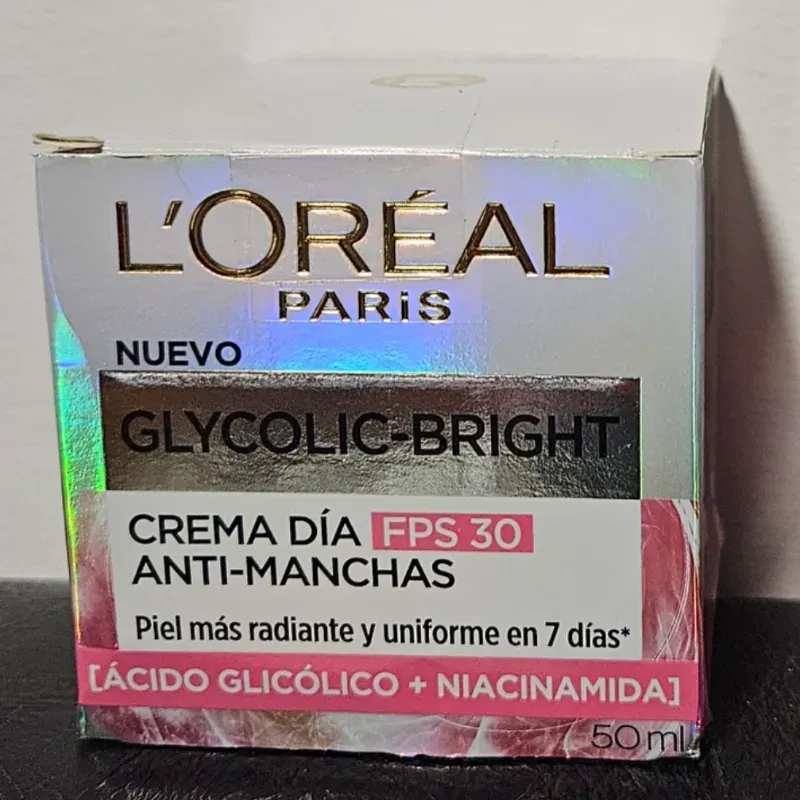 L'ORÉAL
PARiS
NUEVO
GLYCOLIC-BRIGHT
CREMA DÍA FPS 30
ANTI-MANCHAS
Piel más radiante y uniforme en 7 días*
[ÁCIDO GLICÓLICO + NIACINAMIDA]
50 ml